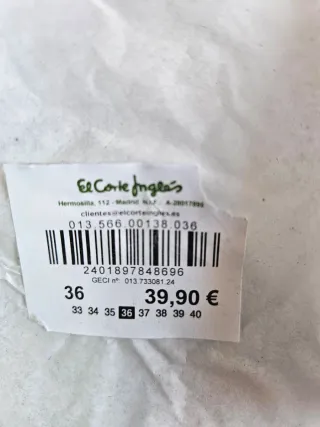 El Corte Inglés
Hermosilla, 112 - Madrid N.I.F.: A-28017895
clientes@elcorteingles.es
013.566.00138.036
2401897848696
GECI nº: 013 733081.24
36 39,90 €
33 34 35 36 37 38 39 40